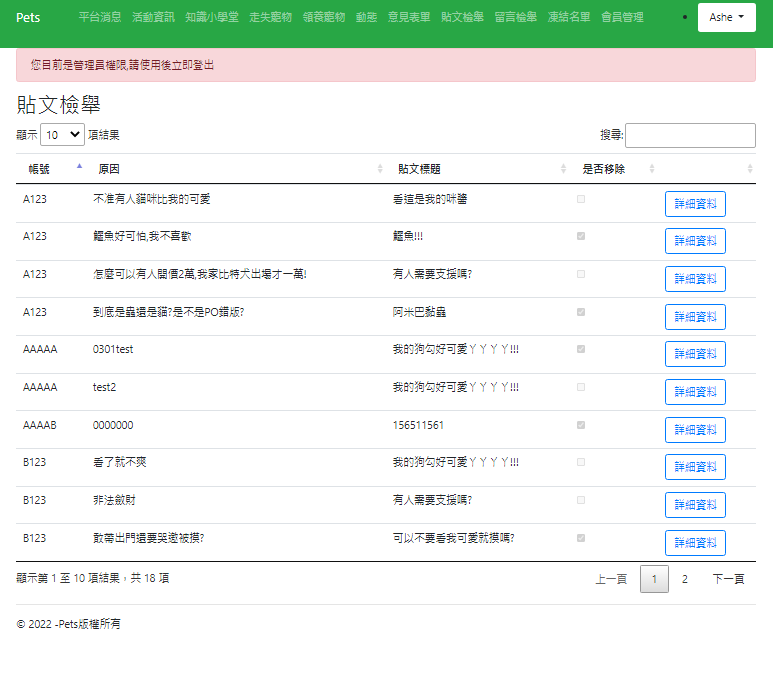 Pets 平台消息 活動資訊 知識小學堂 走失寵物 領養寵物 動態 意見表單 貼文檢舉 留言檢舉 凍結名單 會員管理 Ashe
您目前是管理員權限,請使用後立即登出
貼文檢舉
顯示 10 項結果 搜尋:
帳號 原因 貼文標題 是否移除
A123 不准有人貓咪比我的可愛 看這是我的咪醬 詳細資料
A123 鱷魚好可怕,我不喜歡 鱷魚!!! 詳細資料
A123 怎麼可以有人開價2萬,我家比特犬出場才一萬! 有人需要支援嗎? 詳細資料
A123 到底是蟲還是貓?是不是PO錯版? 阿米巴黏蟲 詳細資料
AAAAA 0301test 我的狗勾好可愛ㄚㄚㄚㄚ!!! 詳細資料
AAAAA test2 我的狗勾好可愛ㄚㄚㄚㄚ!!! 詳細資料
AAAAB 0000000 156511561 詳細資料
B123 看了就不爽 我的狗勾好可愛ㄚㄚㄚㄚ!!! 詳細資料
B123 非法斂財 有人需要支援嗎? 詳細資料
B123 敢帶出門還要哭邀被摸? 可以不要看我可愛就摸嗎? 詳細資料
顯示第 1 至 10 項結果，共 18 項 上一頁 1 2 下一頁
© 2022 -Pets版權所有